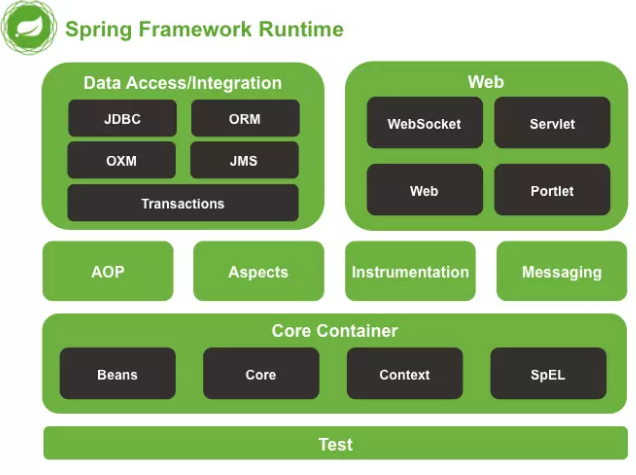 Spring Framework Runtime
Data Access/Integration
JDBC
ORM
OXM
JMS
Transactions
Web
WebSocket
Servlet
Web
Portlet
AOP
Aspects
Instrumentation
Messaging
Core Container
Beans
Core
Context
SpEL
Test